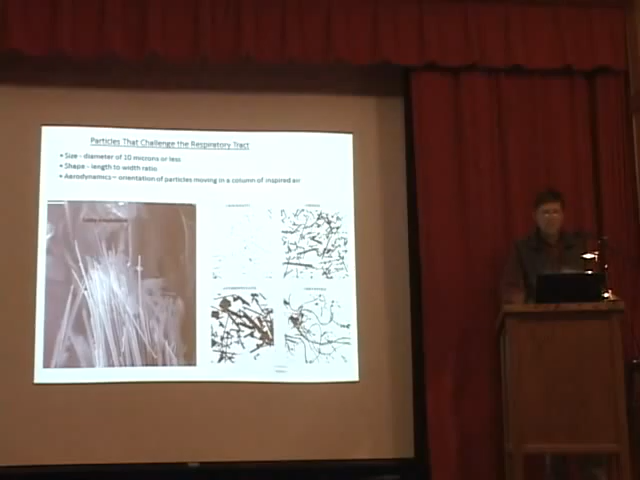 Particles That Challenge the Respiratory Tract
• Size - diameter of 10 microns or less
• Shape - length to width ratio
• Aerodynamics – orientation of particles moving in a column of inspired air